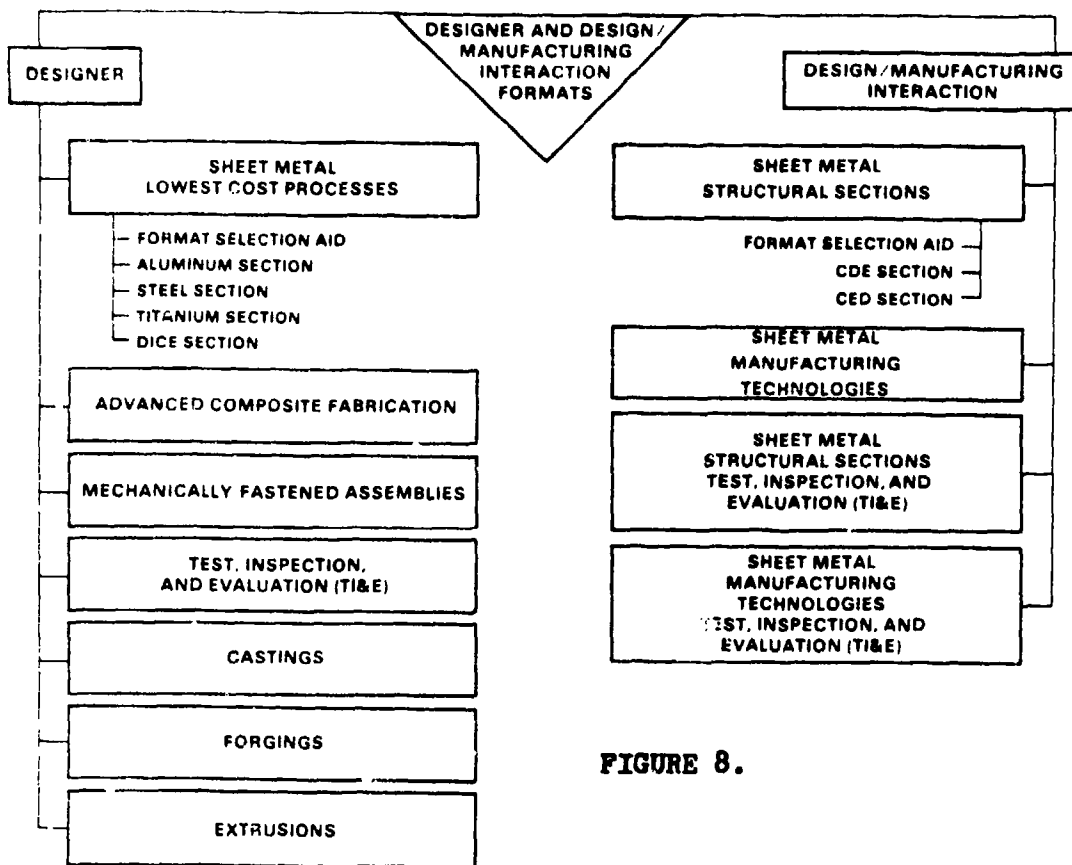 DESIGNER AND DESIGN/
MANUFACTURING
INTERACTION
FORMATS
DESIGNER
SHEET METAL
LOWEST COST PROCESSES
FORMAT SELECTION AID
ALUMINUM SECTION
STEEL SECTION
TITANIUM SECTION
DICE SECTION
ADVANCED COMPOSITE FABRICATION
MECHANICALLY FASTENED ASSEMBLIES
TEST, INSPECTION,
AND EVALUATION (TI&E)
CASTINGS
FORGINGS
EXTRUSIONS
DESIGN/MANUFACTURING
INTERACTION
SHEET METAL
STRUCTURAL SECTIONS
FORMAT SELECTION AID
CDE SECTION
CED SECTION
SHEET METAL
MANUFACTURING
TECHNOLOGIES
SHEET METAL
STRUCTURAL SECTIONS
TEST, INSPECTION, AND
EVALUATION (TI&E)
SHEET METAL
MANUFACTURING
TECHNOLOGIES
TEST, INSPECTION, AND
EVALUATION (TI&E)
FIGURE 8.